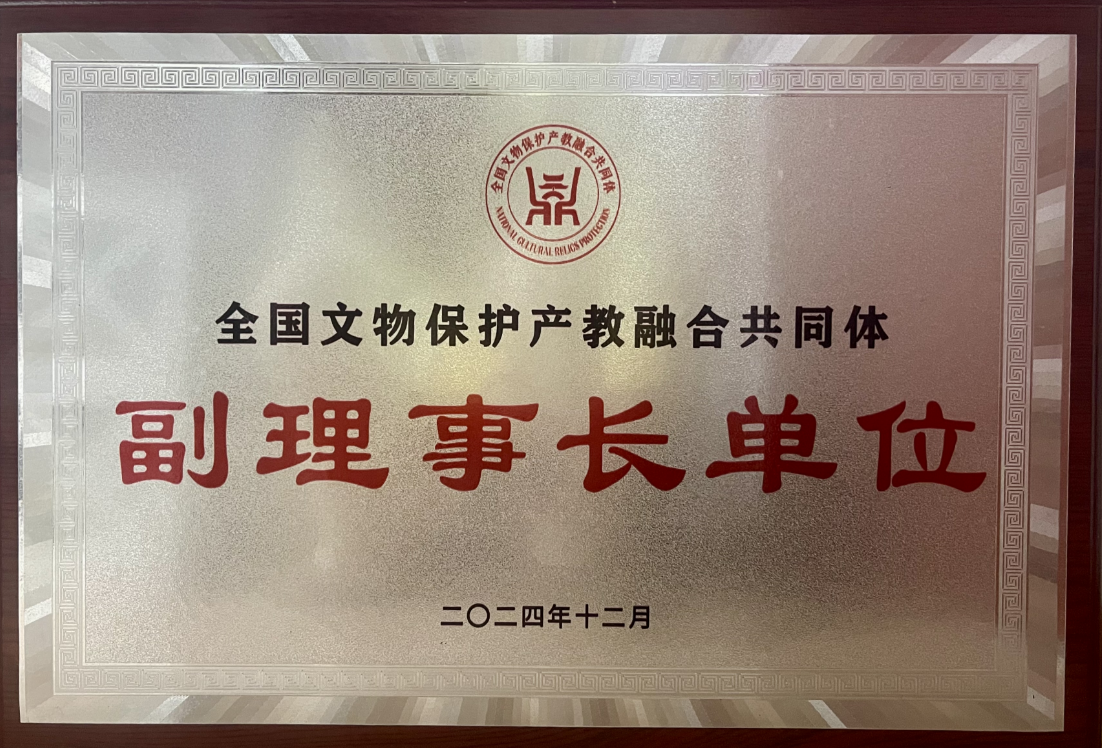 全国文物保护产教融合共同体
NATIONAL CULTURAL RELICS PROTECTION
全国文物保护产教融合共同体
副理事长单位
二〇二四年十二月